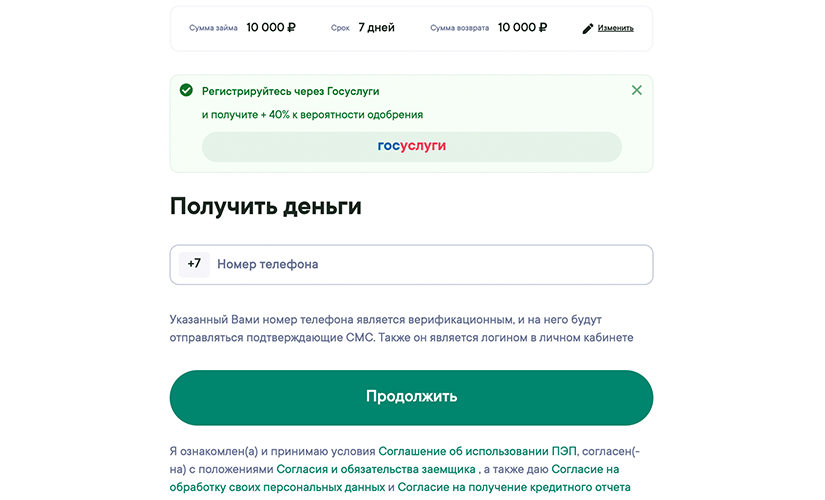 Сумма займа 10 000 ₽ Срок 7 дней Сумма возврата 10 000 ₽ Изменить
Регистрируйтесь через Госуслуги
и получите + 40% к вероятности одобрения
госуслуги
Получить деньги
+7 Номер телефона
Указанный Вами номер телефона является верификационным, и на него будут
отправляться подтверждающие СМС. Также он является логином в личном кабинете
Продолжить
Я ознакомлен(а) и принимаю условия Соглашение об использовании ПЭП, согласен(-
на) с положениями Согласия и обязательства заемщика , а также даю Согласие на
обработку своих персональных данных и Согласие на получение кредитного отчета